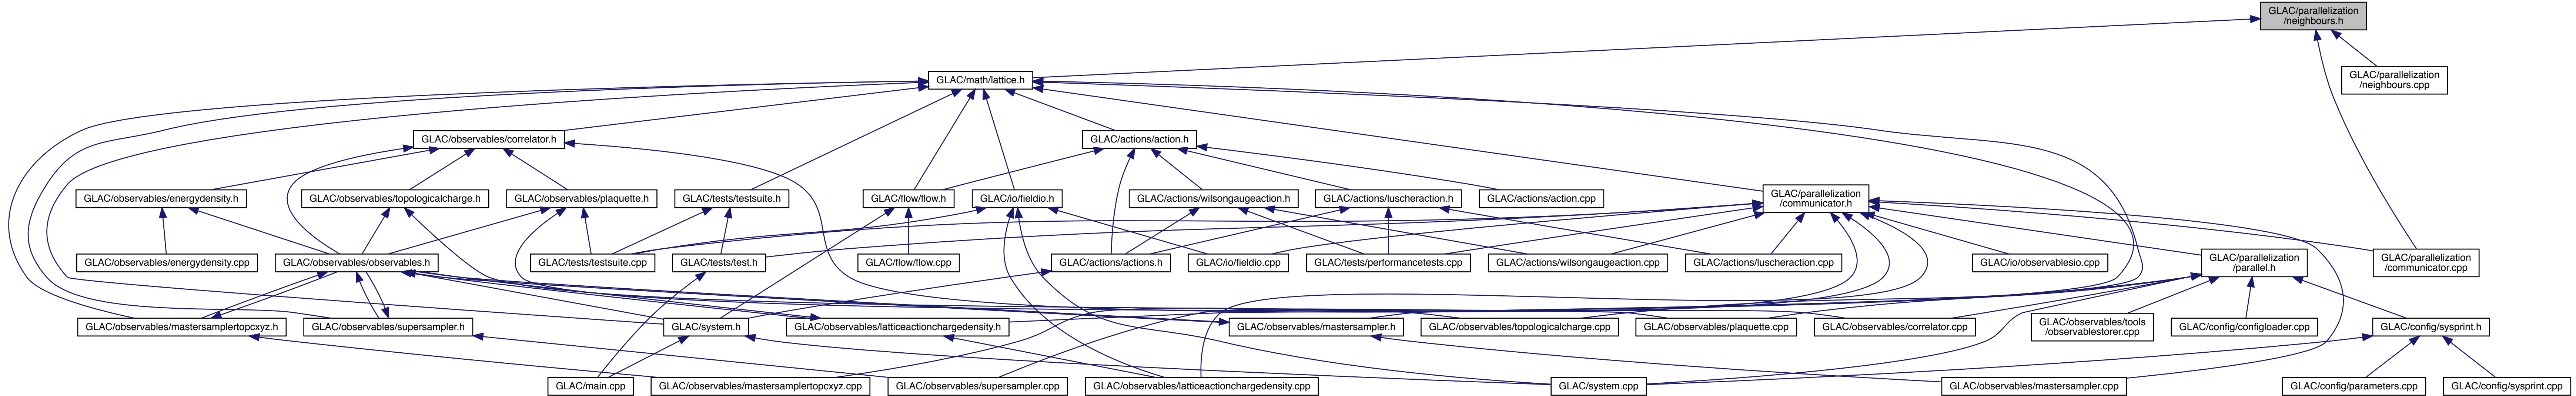 GLAC/parallelization
/neighbours.h
GLAC/math/lattice.h
GLAC/parallelization
/neighbours.cpp
GLAC/observables/correlator.h
GLAC/actions/action.h
GLAC/observables/energydensity.h
GLAC/observables/topologicalcharge.h
GLAC/observables/plaquette.h
GLAC/tests/testsuite.h
GLAC/flow/flow.h
GLAC/io/fieldio.h
GLAC/actions/wilsongaugeaction.h
GLAC/actions/luscheraction.h
GLAC/actions/action.cpp
GLAC/parallelization
/communicator.h
GLAC/observables/energydensity.cpp
GLAC/observables/observables.h
GLAC/tests/testsuite.cpp
GLAC/tests/test.h
GLAC/flow/flow.cpp
GLAC/actions/actions.h
GLAC/io/fieldio.cpp
GLAC/tests/performancetests.cpp
GLAC/actions/wilsongaugeaction.cpp
GLAC/actions/luscheraction.cpp
GLAC/io/observablesio.cpp
GLAC/parallelization
/parallel.h
GLAC/parallelization
/communicator.cpp
GLAC/observables/mastersamplertopcxyz.h
GLAC/observables/supersampler.h
GLAC/system.h
GLAC/observables/latticeactionchargedensity.h
GLAC/observables/mastersampler.h
GLAC/observables/topologicalcharge.cpp
GLAC/observables/plaquette.cpp
GLAC/observables/correlator.cpp
GLAC/observables/tools
/observablestorer.cpp
GLAC/config/configloader.cpp
GLAC/config/sysprint.h
GLAC/main.cpp
GLAC/observables/mastersamplertopcxyz.cpp
GLAC/observables/supersampler.cpp
GLAC/observables/latticeactionchargedensity.cpp
GLAC/system.cpp
GLAC/observables/mastersampler.cpp
GLAC/config/parameters.cpp
GLAC/config/sysprint.cpp